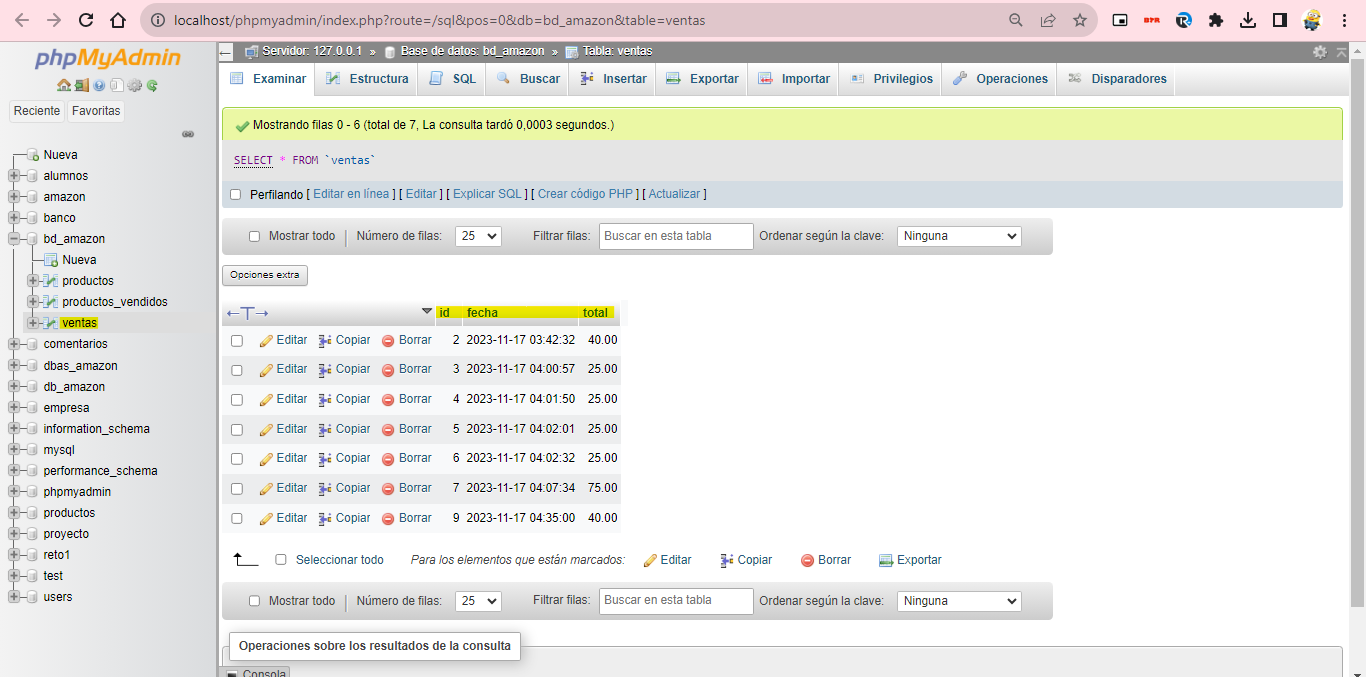 localhost/phpmyadmin/index.php?route=/sql&pos=0&db=bd_amazon&table=ventas
phpMyAdmin
Reciente Favoritas
Nueva
alumnos
amazon
banco
bd_amazon
Nueva
productos
productos_vendidos
ventas
comentarios
dbas_amazon
db_amazon
empresa
information_schema
mysql
performance_schema
phpmyadmin
productos
proyecto
reto1
test
users
Servidor: 127.0.0.1 » Base de datos: bd_amazon » Tabla: ventas
Examinar Estructura SQL Buscar Insertar Exportar Importar Privilegios Operaciones Disparadores
Mostrando filas 0 - 6 (total de 7, La consulta tardó 0,0003 segundos.)
SELECT * FROM `ventas`
Perfilando [ Editar en línea ] [ Editar ] [ Explicar SQL ] [ Crear código PHP ] [ Actualizar ]
Mostrar todo | Número de filas: 25 Filtrar filas: Buscar en esta tabla Ordenar según la clave: Ninguna
Opciones extra
←T→ id fecha total
Editar Copiar Borrar 2 2023-11-17 03:42:32 40.00
Editar Copiar Borrar 3 2023-11-17 04:00:57 25.00
Editar Copiar Borrar 4 2023-11-17 04:01:50 25.00
Editar Copiar Borrar 5 2023-11-17 04:02:01 25.00
Editar Copiar Borrar 6 2023-11-17 04:02:32 25.00
Editar Copiar Borrar 7 2023-11-17 04:07:34 75.00
Editar Copiar Borrar 9 2023-11-17 04:35:00 40.00
Seleccionar todo Para los elementos que están marcados: Editar Copiar Borrar Exportar
Mostrar todo | Número de filas: 25 Filtrar filas: Buscar en esta tabla Ordenar según la clave: Ninguna
Operaciones sobre los resultados de la consulta
Consola